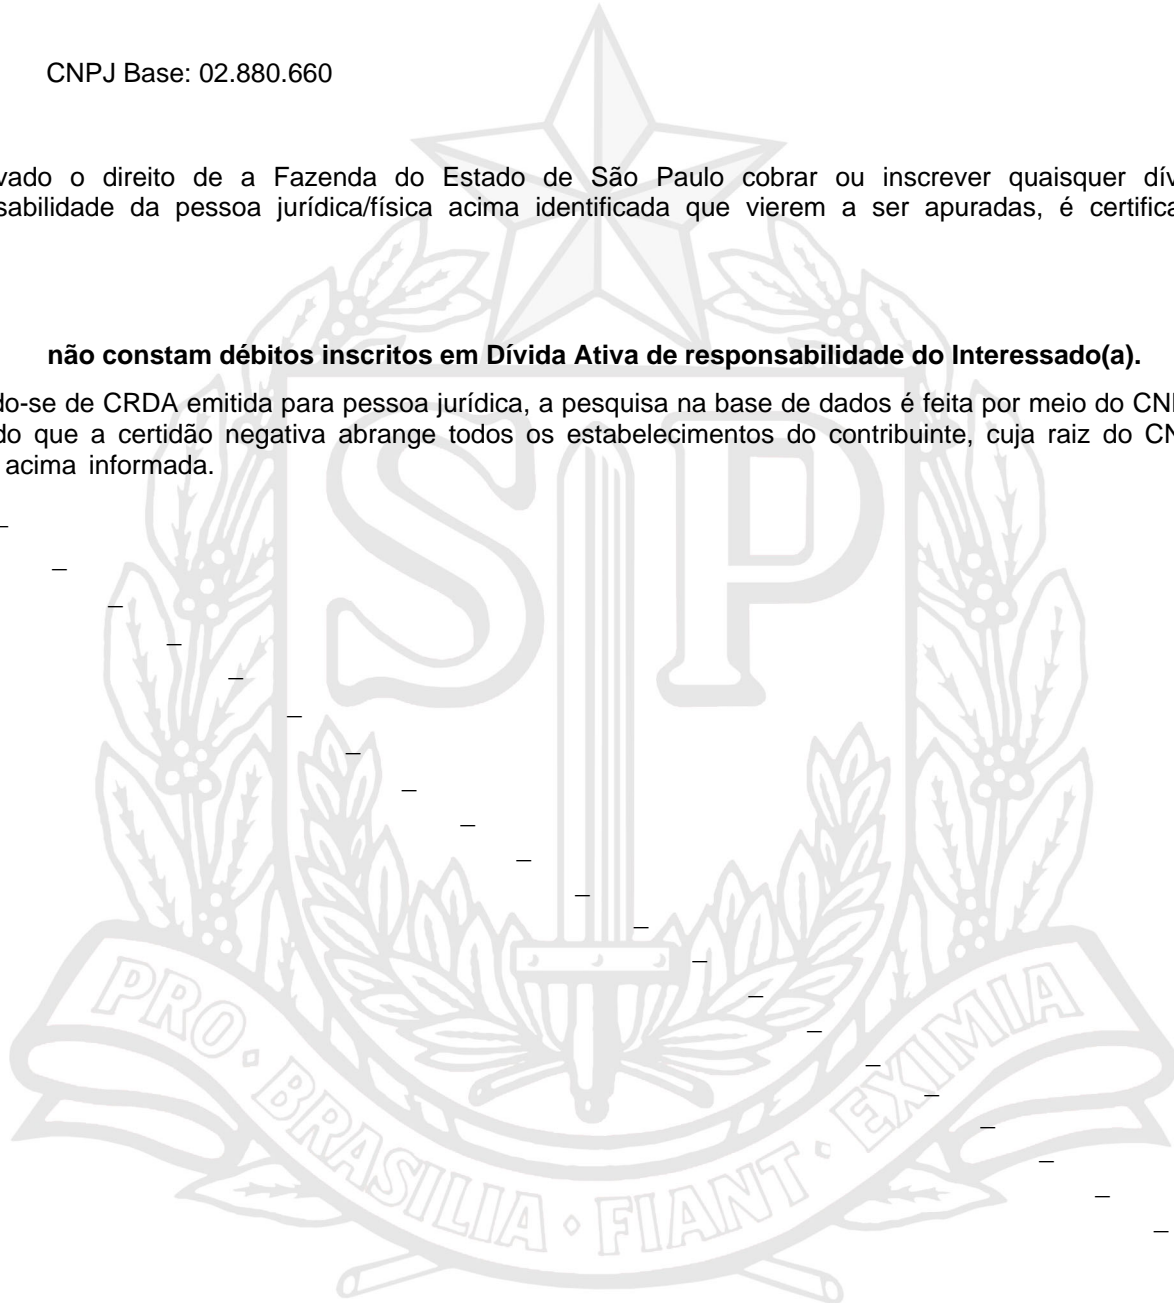 CNPJ Base: 02.880.660
vado o direito de a Fazenda do Estado de São Paulo cobrar ou inscrever quaisquer dív
sabilidade da pessoa jurídica/física acima identificada que vierem a ser apuradas, é certifica
não constam débitos inscritos em Dívida Ativa de responsabilidade do Interessado(a).
do-se de CRDA emitida para pessoa jurídica, a pesquisa na base de dados é feita por meio do CN
do que a certidão negativa abrange todos os estabelecimentos do contribuinte, cuja raiz do CN
acima informada.
SP
PRO · BRASILIA · FIANT · EXIMIA